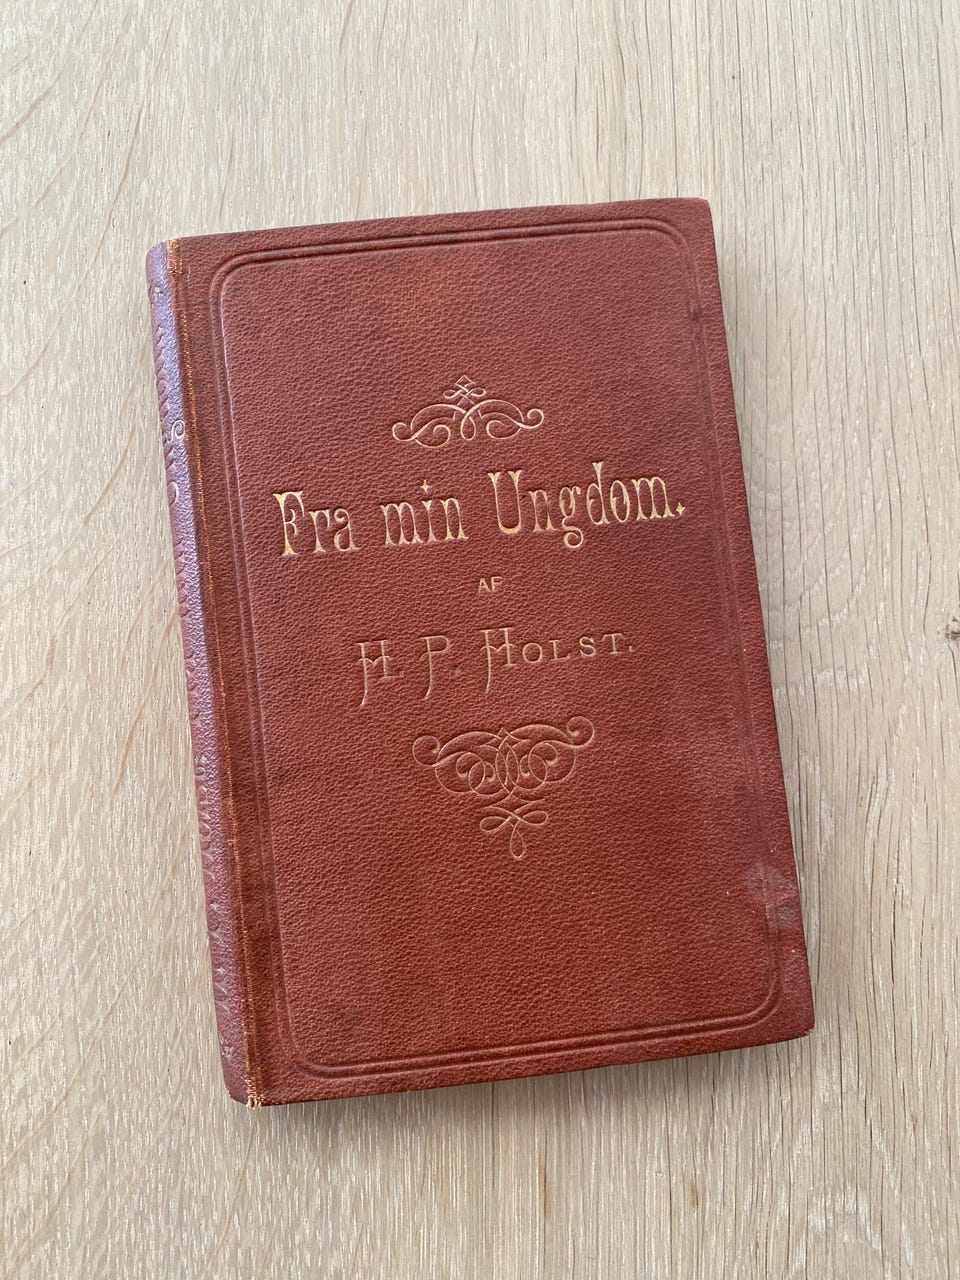 Fra min Ungdom.
AF
H. P. HOLST.